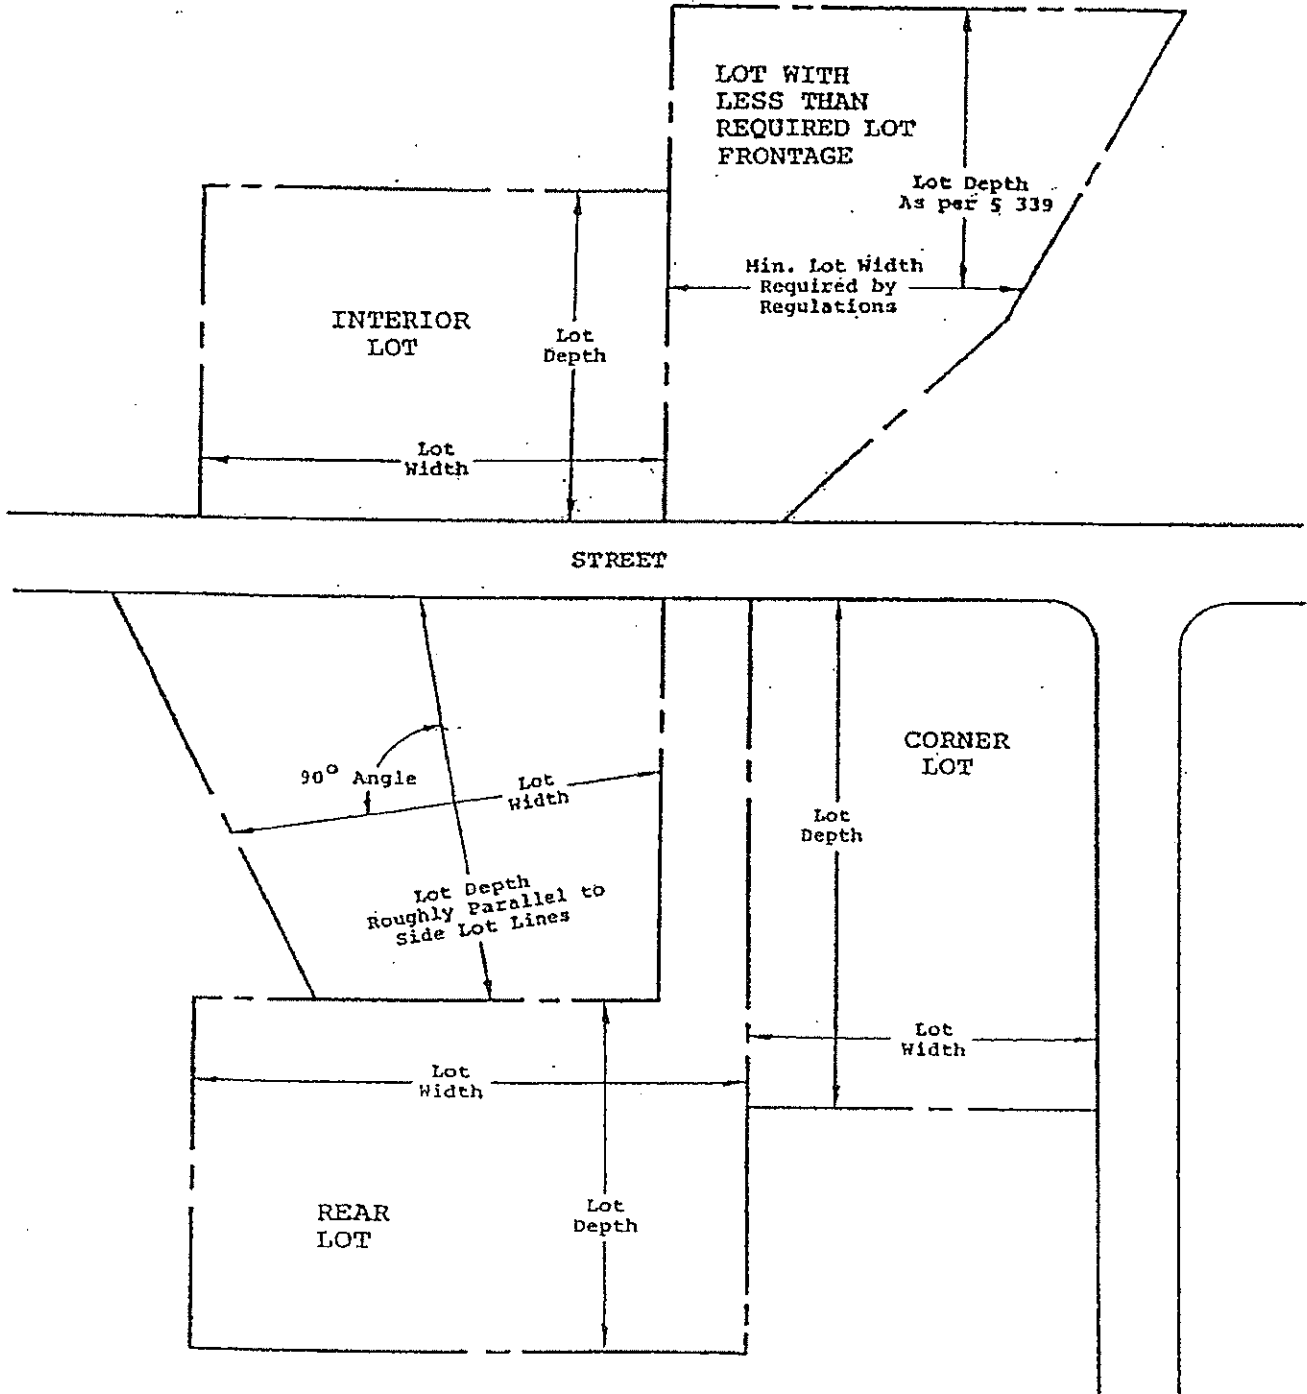 LOT WITH
LESS THAN
REQUIRED LOT
FRONTAGE
Lot Depth
As per § 339
Min. Lot Width
Required by
Regulations
INTERIOR
LOT
Lot
Depth
Lot
Width
STREET
90° Angle
Lot
Width
Lot Depth
Roughly Parallel to
Side Lot Lines
CORNER
LOT
Lot
Depth
Lot
Width
Lot
Width
REAR
LOT
Lot
Depth